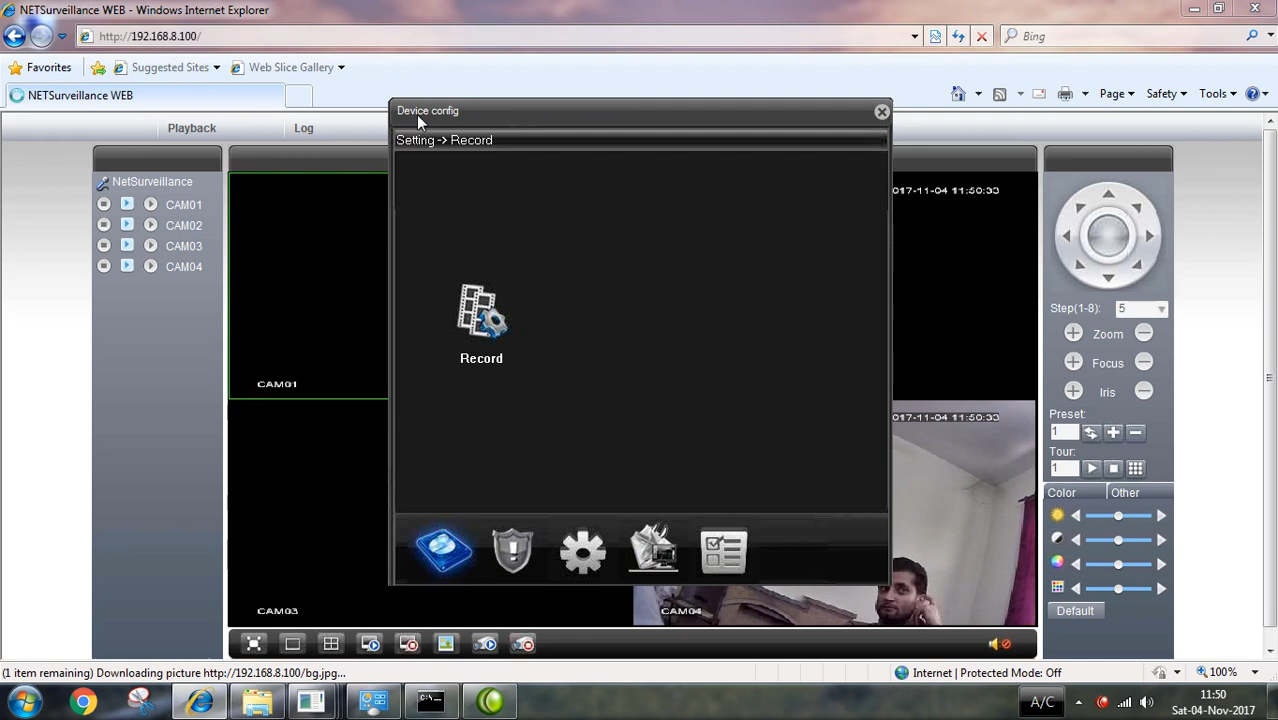 NETSurveillance WEB - Windows Internet Explorer
http://192.168.8.100/
Bing
Favorites
Suggested Sites
Web Slice Gallery
NETSurveillance WEB
Page
Safety
Tools
Playback
Log
Device config
Setting -> Record
NetSurveillance
CAM01
CAM02
CAM03
CAM04
017-11-04 11:50:33
Record
CAM01
017-11-04 11:50:33
CAM03
CAM04
Step(1-8):
5
Zoom
Focus
Iris
Preset:
1
Tour:
1
Color
Other
Default
(1 item remaining) Downloading picture http://192.168.8.100/bg.jpg...
Internet | Protected Mode: Off
100%
A/C
11:50
Sat-04-Nov-2017